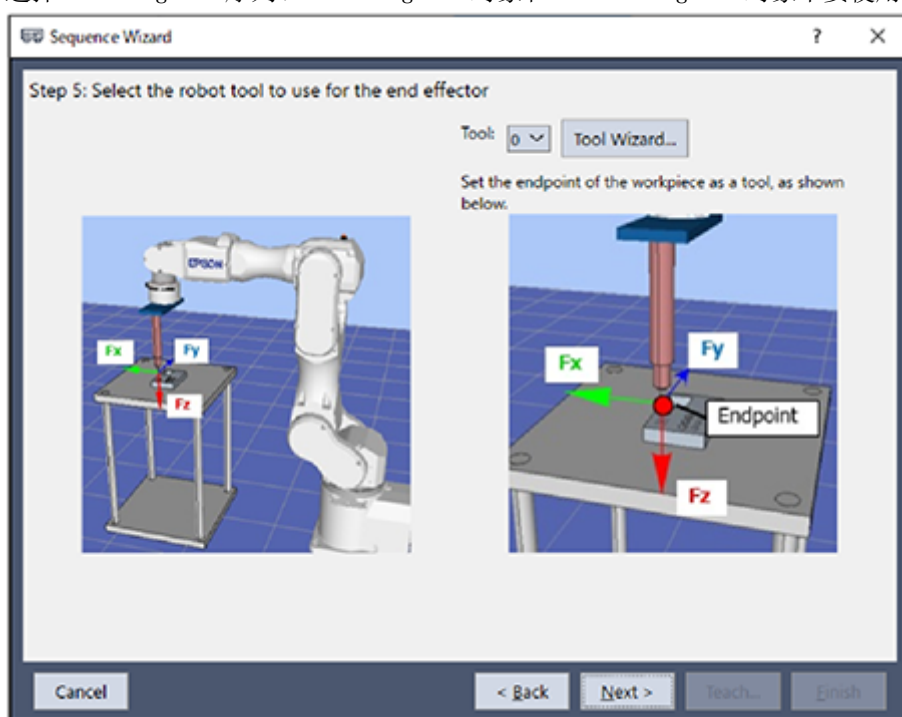 Sequence Wizard
Step 5: Select the robot tool to use for the end effector
Tool: 0 Tool Wizard...
Set the endpoint of the workpiece as a tool, as shown
below.
EPSON
Fx
Fy
Fz
Fx
Fy
Endpoint
Fz
Cancel
< Back
Next >
Teach...
Finish